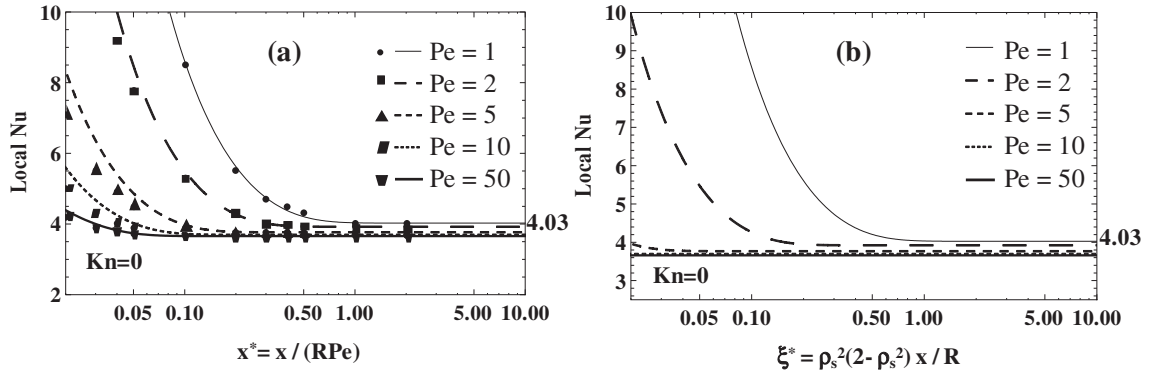 (a)
Local Nu
10
8
6
4
2
Pe = 1
Pe = 2
Pe = 5
Pe = 10
Pe = 50
4.03
Kn=0
0.05 0.10 0.50 1.00 5.00 10.00
x*= x / (RPe)
(b)
Local Nu
10
9
8
7
6
5
4
3
Pe = 1
Pe = 2
Pe = 5
Pe = 10
Pe = 50
4.03
Kn=0
0.05 0.10 0.50 1.00 5.00 10.00
ξ* = ρs²(2- ρs²) x / R